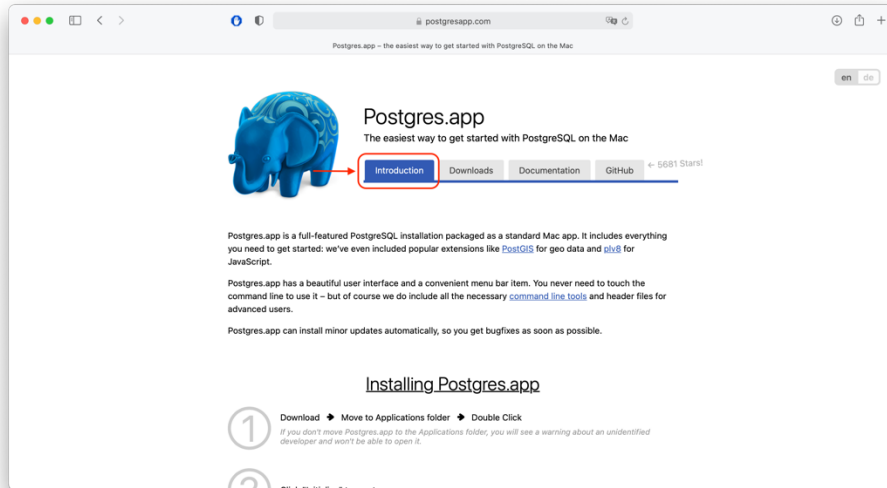 postgresapp.com
Postgres.app – the easiest way to get started with PostgreSQL on the Mac
en de
Postgres.app
The easiest way to get started with PostgreSQL on the Mac
Introduction Downloads Documentation GitHub ← 5681 Stars!
Postgres.app is a full-featured PostgreSQL installation packaged as a standard Mac app. It includes everything
you need to get started: we've even included popular extensions like PostGIS for geo data and plv8 for
JavaScript.
Postgres.app has a beautiful user interface and a convenient menu bar item. You never need to touch the
command line to use it – but of course we do include all the necessary command line tools and header files for
advanced users.
Postgres.app can install minor updates automatically, so you get bugfixes as soon as possible.
Installing Postgres.app
1 Download → Move to Applications folder → Double Click
If you don't move Postgres.app to the Applications folder, you will see a warning about an unidentified
developer and won't be able to open it.
2